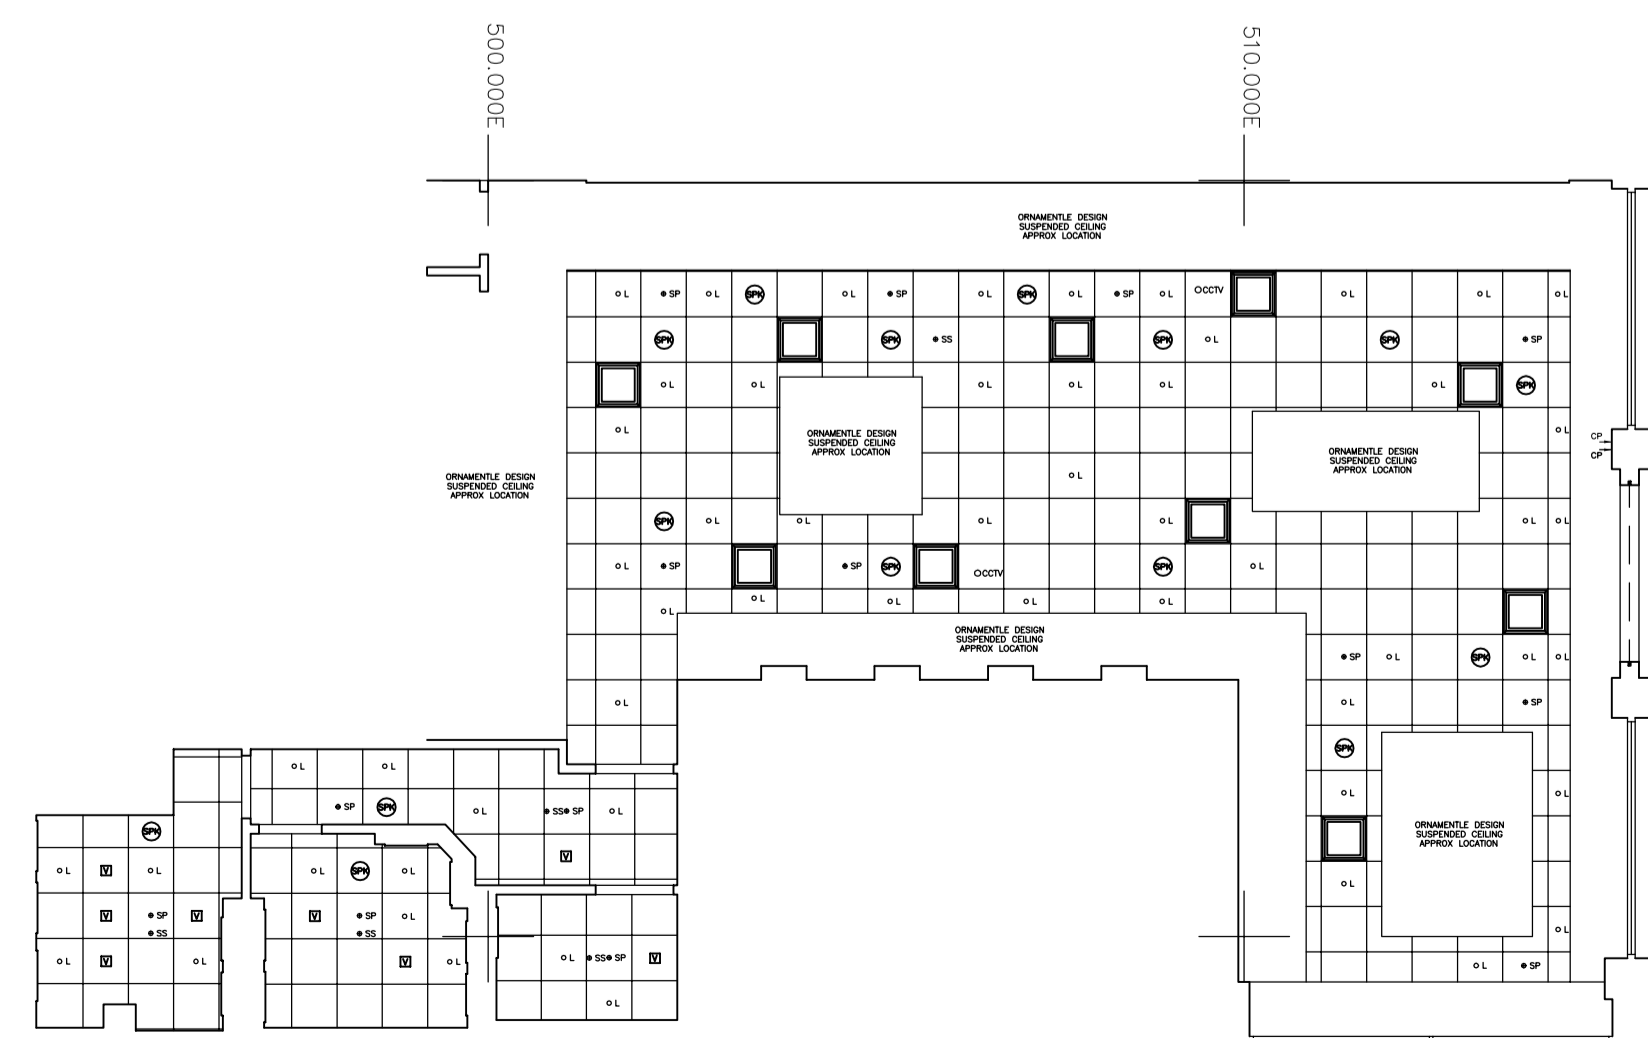 500.000E
510.000E
ORNAMENTLE DESIGN
SUSPENDED CEILING
APPROX LOCATION
L SP L SPK L SP L SPK L SP L CCTV L L L
SPK SPK SS SPK L SPK SP
L L L L L L SPK
L L
CP
CP
ORNAMENTLE DESIGN
SUSPENDED CEILING
APPROX LOCATION
ORNAMENTLE DESIGN
SUSPENDED CEILING
APPROX LOCATION
ORNAMENTLE DESIGN
SUSPENDED CEILING
APPROX LOCATION
L
SPK L L L L L L
L SP SP SPK CCTV SPK L
L L L L L
ORNAMENTLE DESIGN
SUSPENDED CEILING
APPROX LOCATION
SP L SPK L L
L L SP
SPK
L L
ORNAMENTLE DESIGN
SUSPENDED CEILING
APPROX LOCATION
L
L
L SP
L L
SP SPK L SS SP L
V
SPK
L V L
V SP V
SS
L V L
L SPK L
V SP L
SS
V L
L SS SP V
L